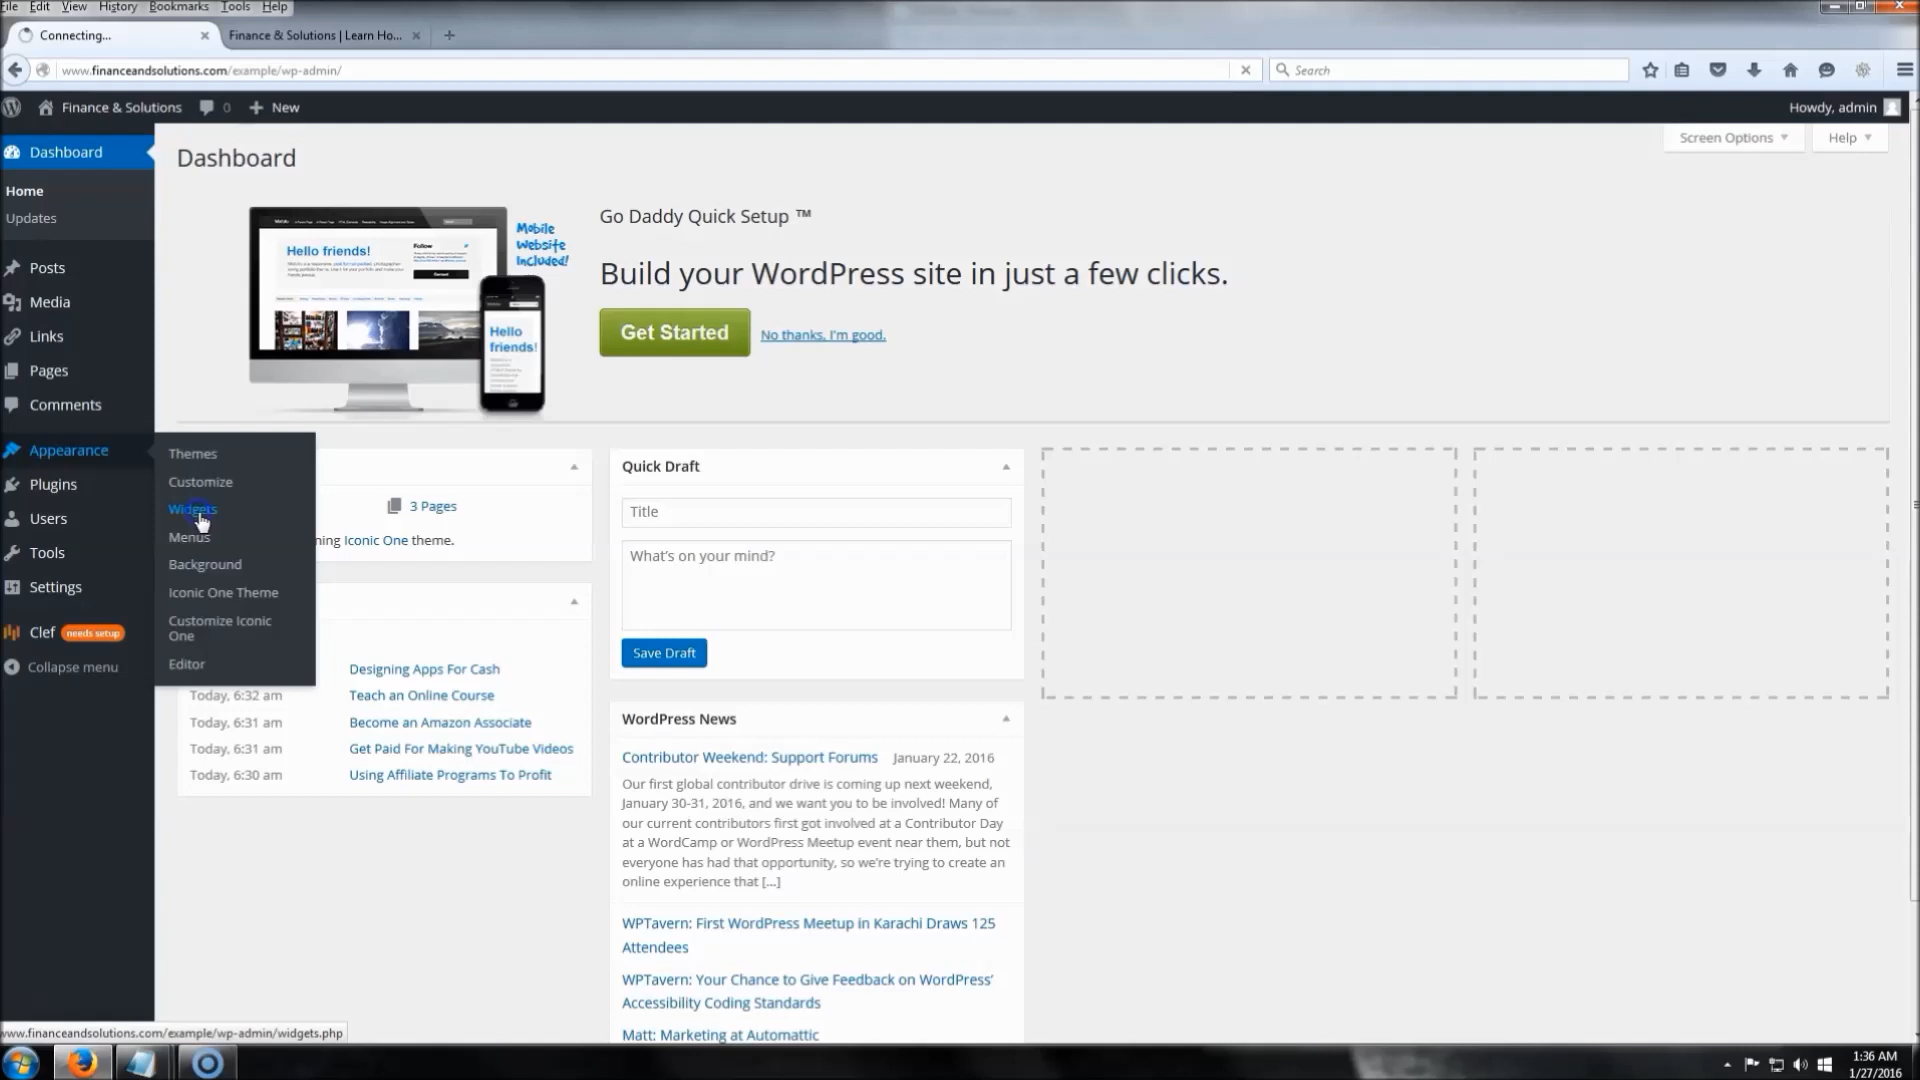 File Edit View History Bookmarks Tools Help
Connecting...
Finance & Solutions | Learn Ho...
www.financeandsolutions.com/example/wp-admin/
Search
Finance & Solutions 0 New
Howdy, admin
Dashboard
Home
Updates
Posts
Media
Links
Pages
Comments
Appearance
Plugins
Users
Tools
Settings
Clef needs setup
Collapse menu
Themes
Customize
Widgets
Menus
Background
Iconic One Theme
Customize Iconic
One
Editor
Dashboard
Screen Options
Help
Hello friends!
Follow
Mobile
Website
Included!
Hello
friends!
Go Daddy Quick Setup ™
Build your WordPress site in just a few clicks.
Get Started
No thanks, I'm good.
3 Pages
ning Iconic One theme.
Designing Apps For Cash
Today, 6:32 am Teach an Online Course
Today, 6:31 am Become an Amazon Associate
Today, 6:31 am Get Paid For Making YouTube Videos
Today, 6:30 am Using Affiliate Programs To Profit
Quick Draft
Title
What's on your mind?
Save Draft
WordPress News
Contributor Weekend: Support Forums January 22, 2016
Our first global contributor drive is coming up next weekend,
January 30-31, 2016, and we want you to be involved! Many of
our current contributors first got involved at a Contributor Day
at a WordCamp or WordPress Meetup event near them, but not
everyone has had that opportunity, so we're trying to create an
online experience that [...]
WPTavern: First WordPress Meetup in Karachi Draws 125
Attendees
WPTavern: Your Chance to Give Feedback on WordPress'
Accessibility Coding Standards
Matt: Marketing at Automattic
www.financeandsolutions.com/example/wp-admin/widgets.php
1:36 AM
1/27/2016